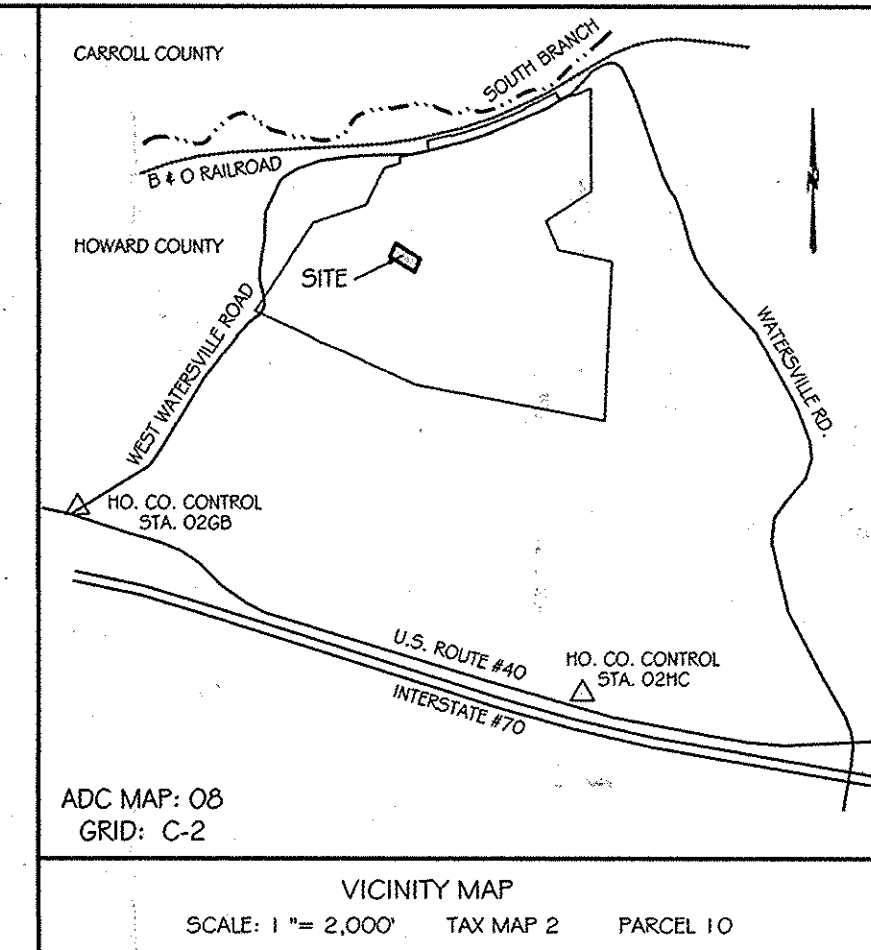 CARROLL COUNTY
SOUTH BRANCH
B & O RAILROAD
N
HOWARD COUNTY
SITE
WEST WATERSVILLE ROAD
WATERSVILLE RD.
HO. CO. CONTROL
STA. 02GB
U.S. ROUTE #40
HO. CO. CONTROL
STA. 02HC
INTERSTATE #70
ADC MAP: 08
GRID: C-2
VICINITY MAP
SCALE: 1 "= 2,000' TAX MAP 2 PARCEL 10